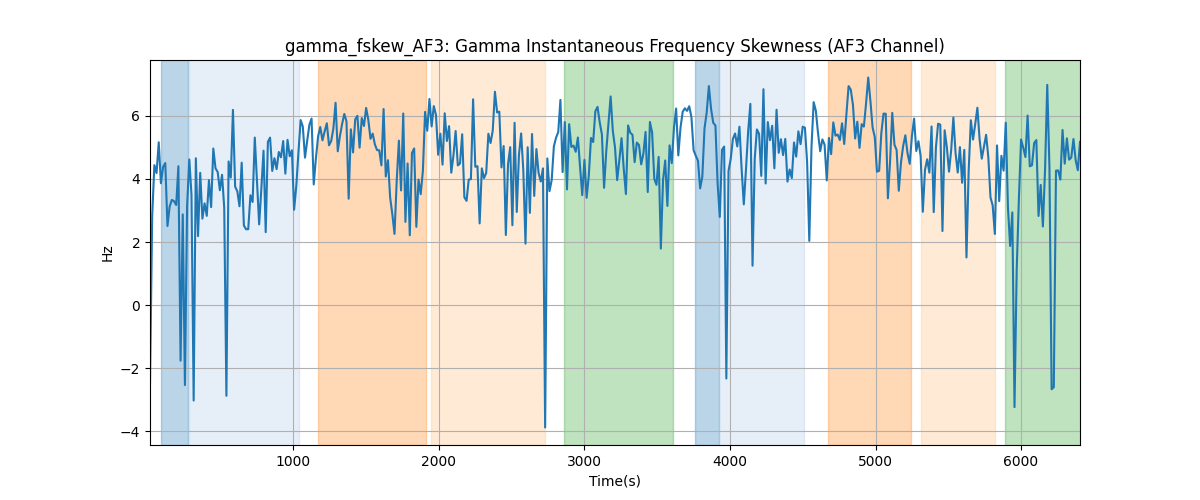 gamma_fskew_AF3: Gamma Instantaneous Frequency Skewness (AF3 Channel)
Hz
6
4
2
0
−2
−4
1000 2000 3000 4000 5000 6000
Time(s)